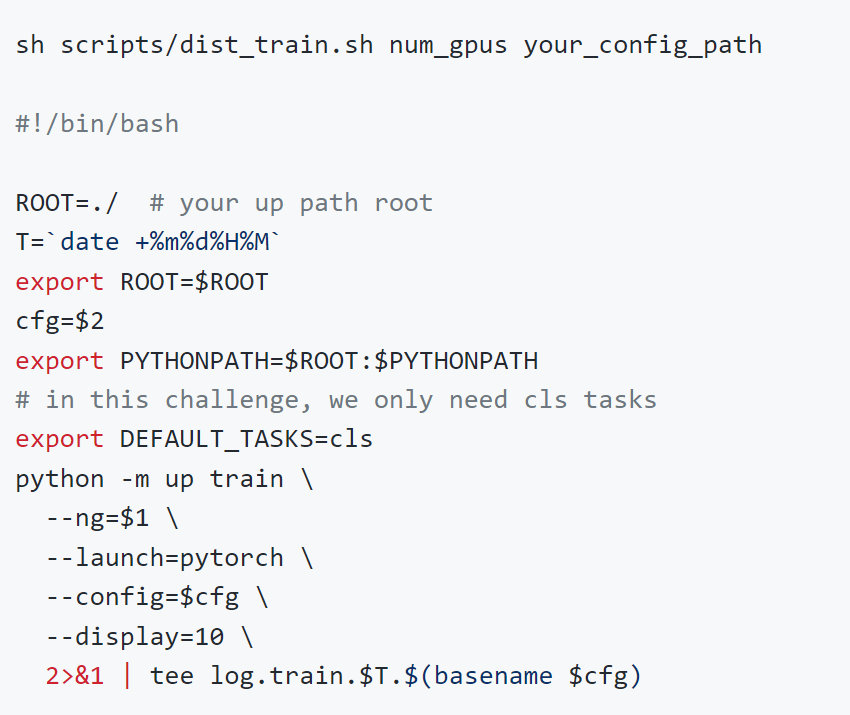 sh scripts/dist_train.sh num_gpus your_config_path
#!/bin/bash
ROOT=./  # your up path root
T=`date +%m%d%H%M`
export ROOT=$ROOT
cfg=$2
export PYTHONPATH=$ROOT:$PYTHONPATH
# in this challenge, we only need cls tasks
export DEFAULT_TASKS=cls
python -m up train \
  --ng=$1 \
  --launch=pytorch \
  --config=$cfg \
  --display=10 \
  2>&1 | tee log.train.$T.$(basename $cfg)